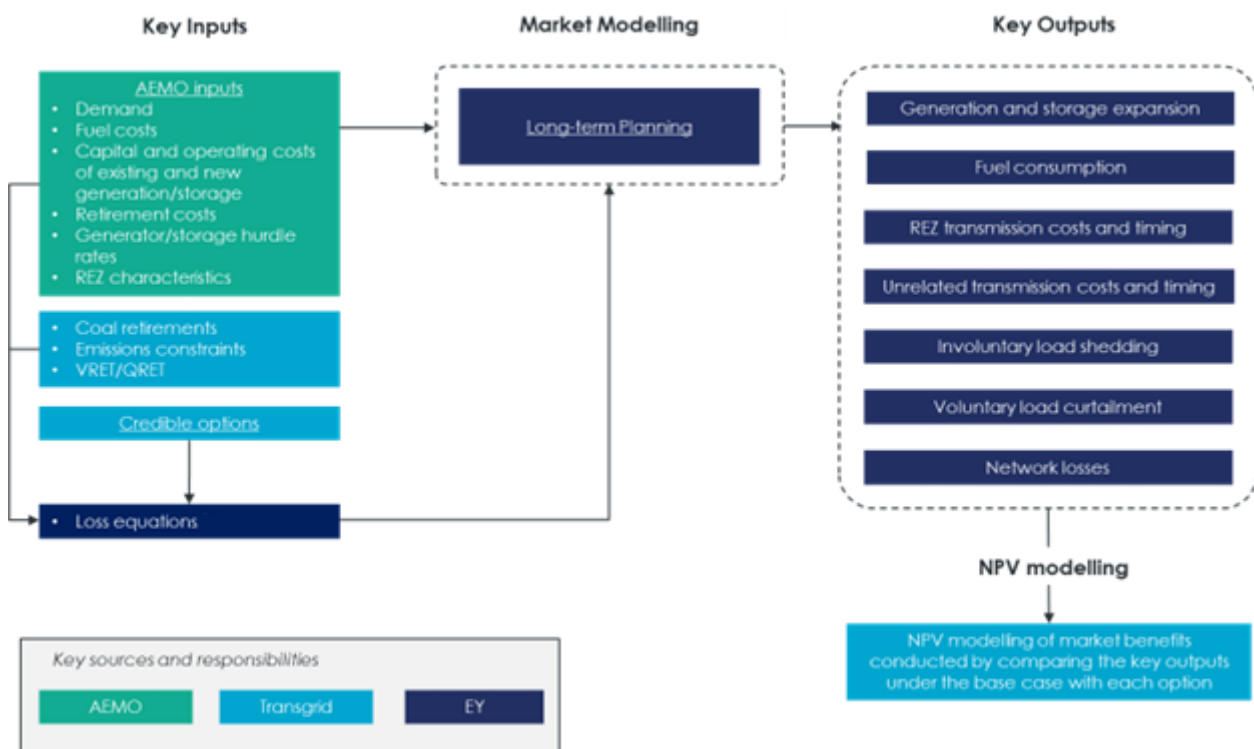 Key Inputs
Market Modelling
Key Outputs
AEMO inputs
• Demand
• Fuel costs
• Capital and operating costs
of existing and new
generation/storage
• Retirement costs
• Generator/storage hurdle
rates
• REZ characteristics
• Coal retirements
• Emissions constraints
• VRET/QRET
Credible options
• Loss equations
Long-term Planning
Generation and storage expansion
Fuel consumption
REZ transmission costs and timing
Unrelated transmission costs and timing
Involuntary load shedding
Voluntary load curtailment
Network losses
NPV modelling
NPV modelling of market benefits
conducted by comparing the key outputs
under the base case with each option
Key sources and responsibilities
AEMO
Transgrid
EY